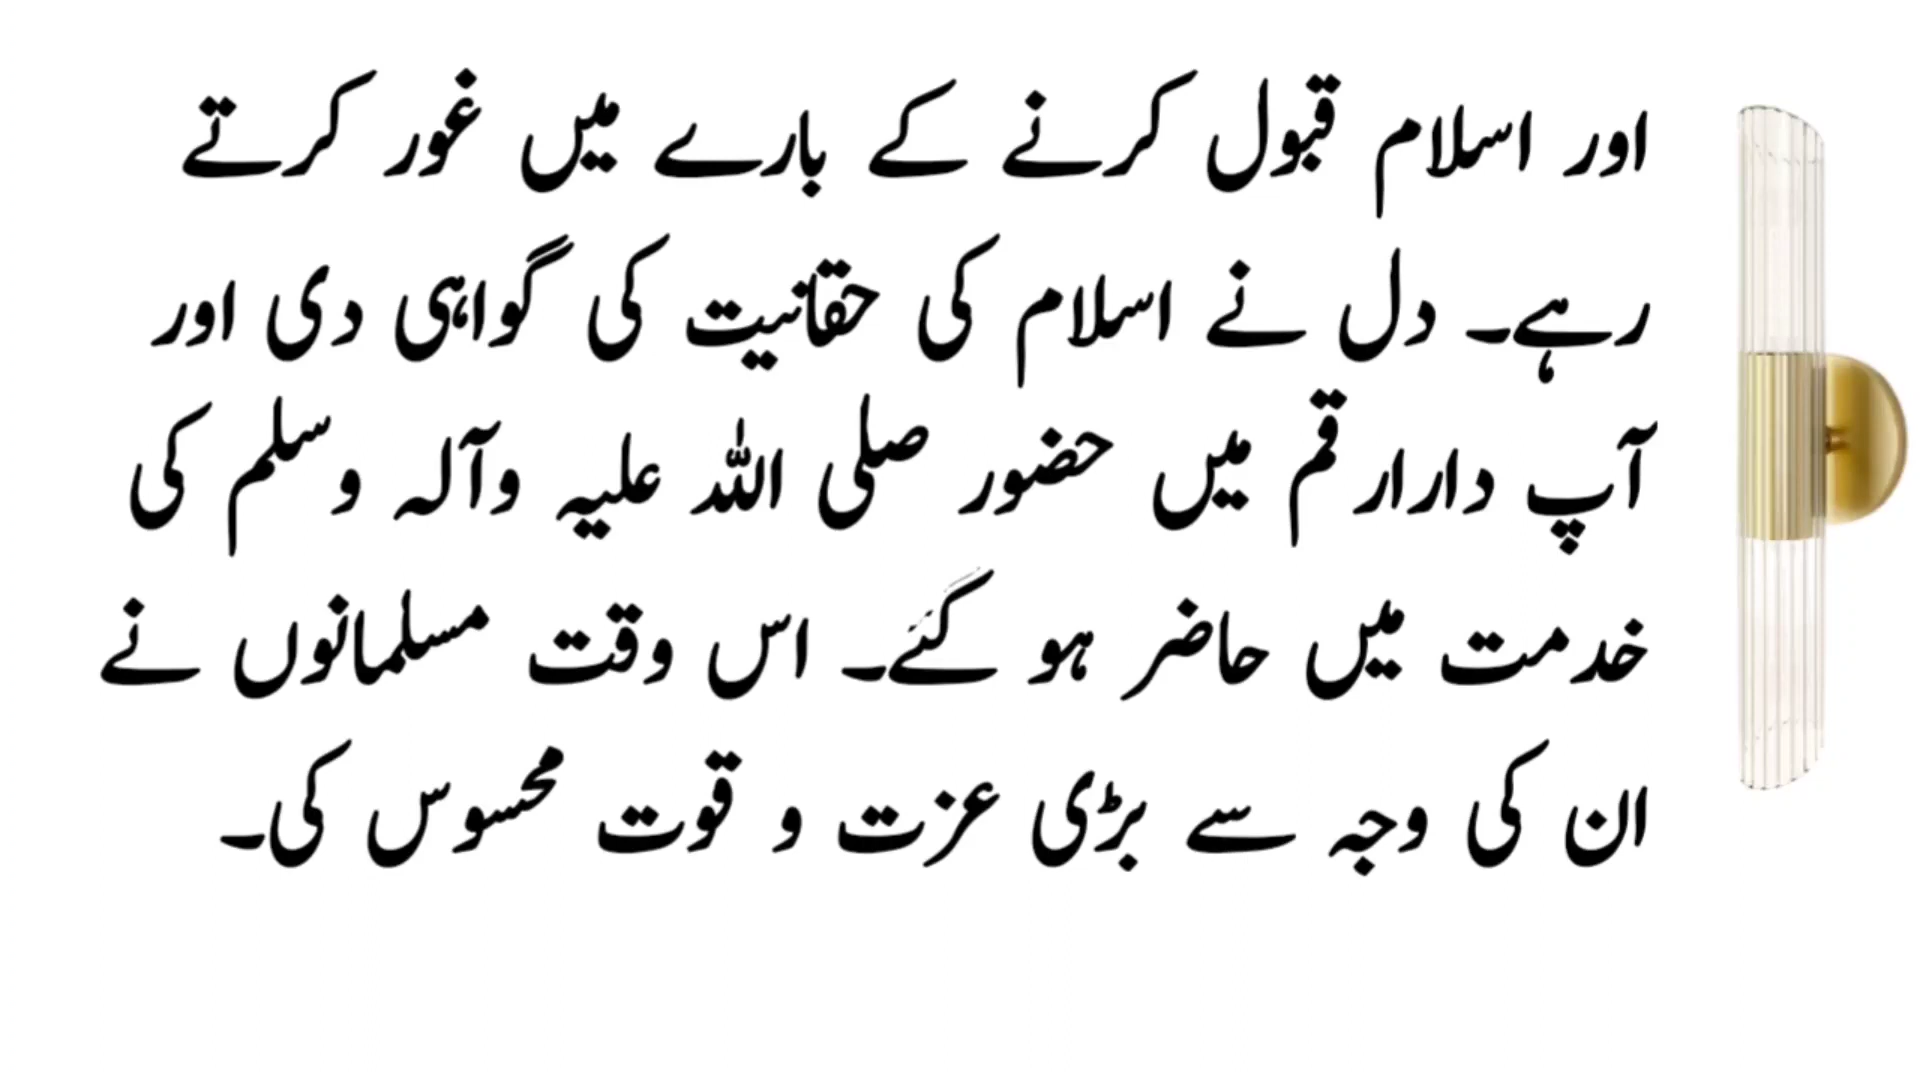 اور اسلام قبول کرنے کے بارے میں غور کرتے
رہے۔ دل نے اسلام کی حقانیت کی گواہی دی اور
آپ دارارقم میں حضور صلی اللہ علیہ وآلہ وسلم کی
خدمت میں حاضر ہو گئے۔ اس وقت مسلمانوں نے
ان کی وجہ سے بڑی عزت و قوت محسوس کی۔